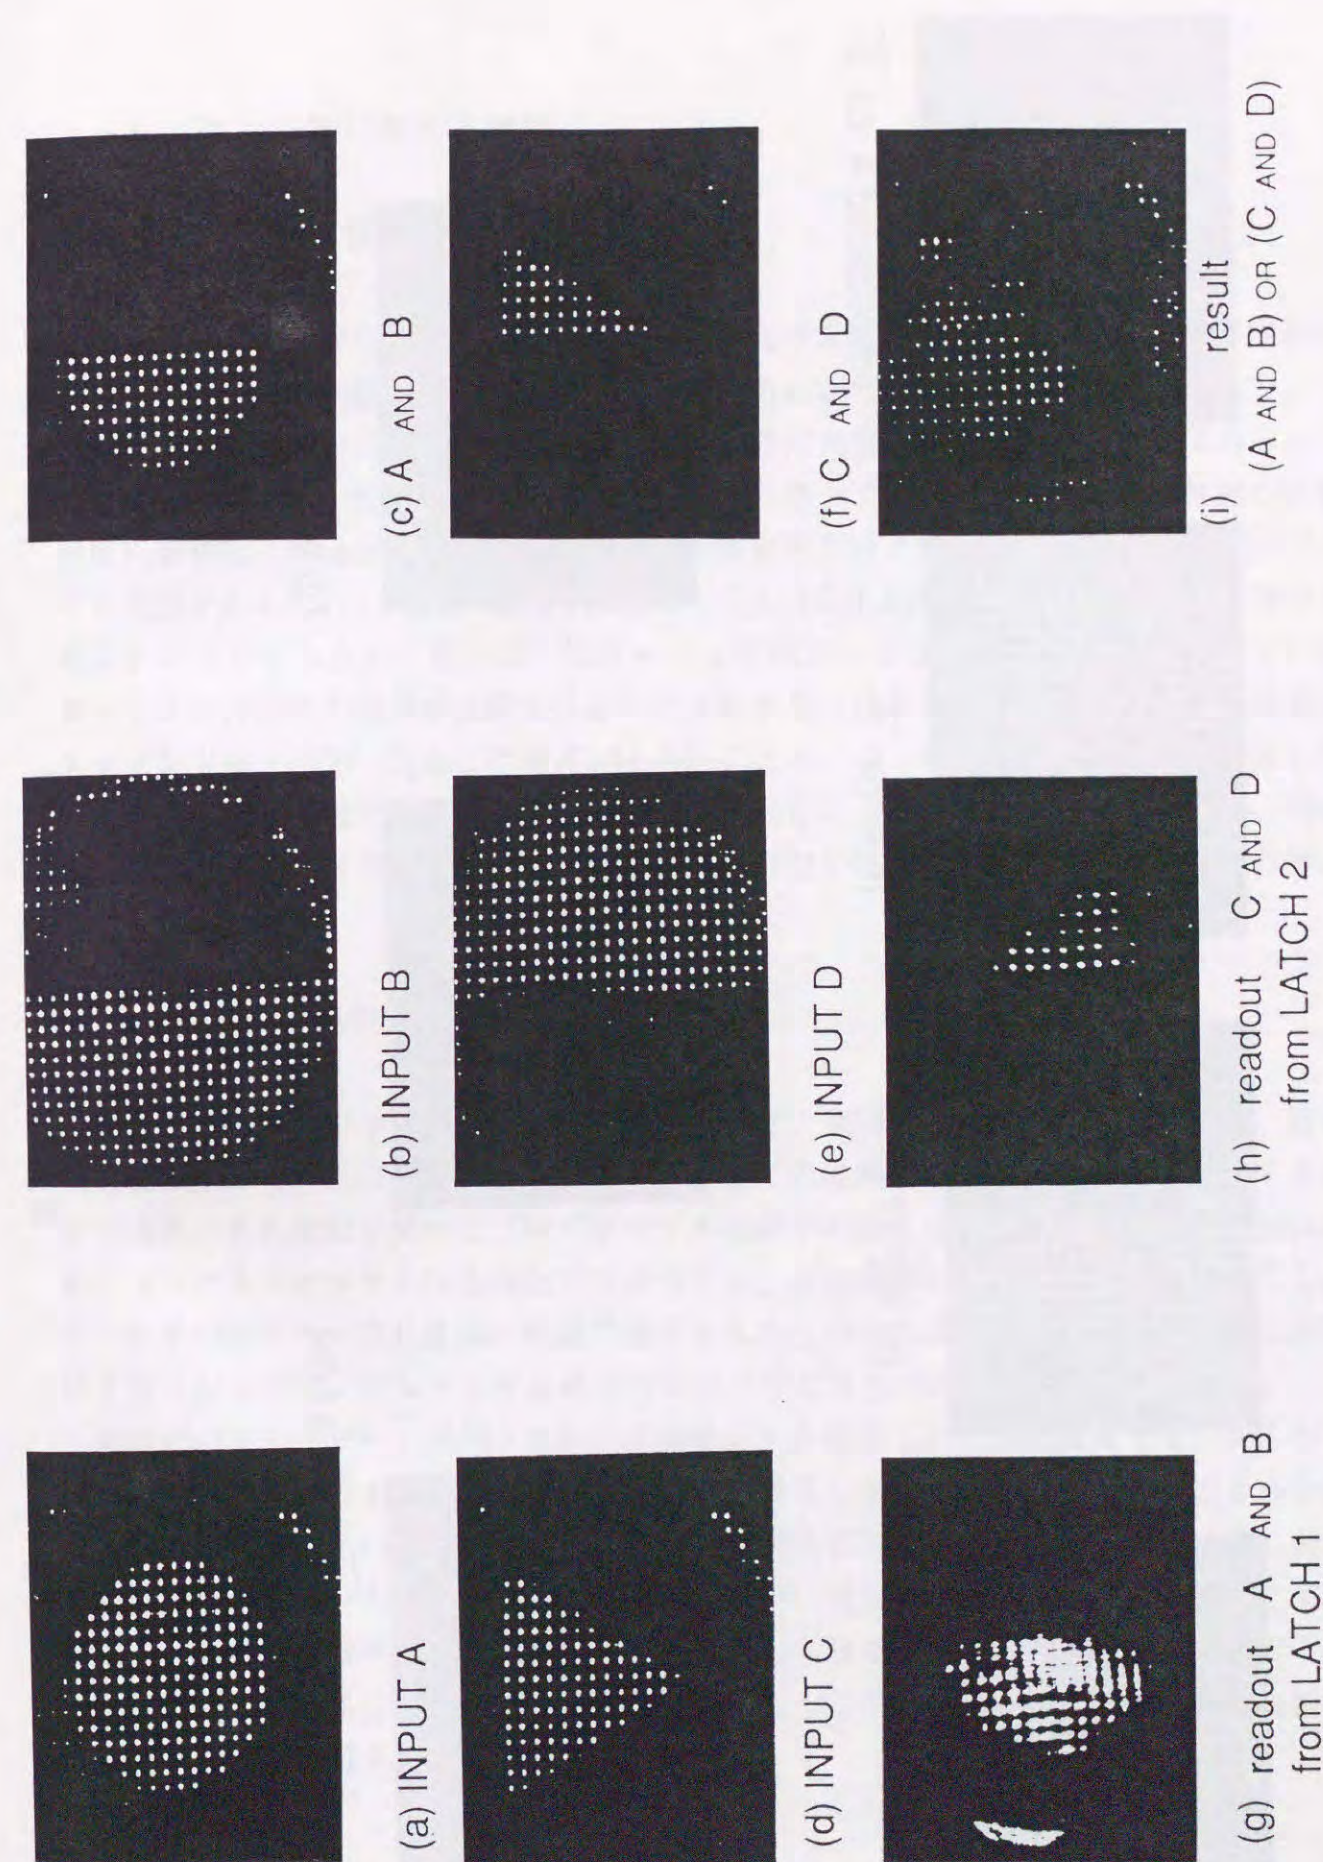 (a) INPUT A
(b) INPUT B
(c) A AND B
(d) INPUT C
(e) INPUT D
(f) C AND D
(g) readout A AND B
from LATCH 1
(h) readout C AND D
from LATCH 2
(i) result
(A AND B) OR (C AND D)